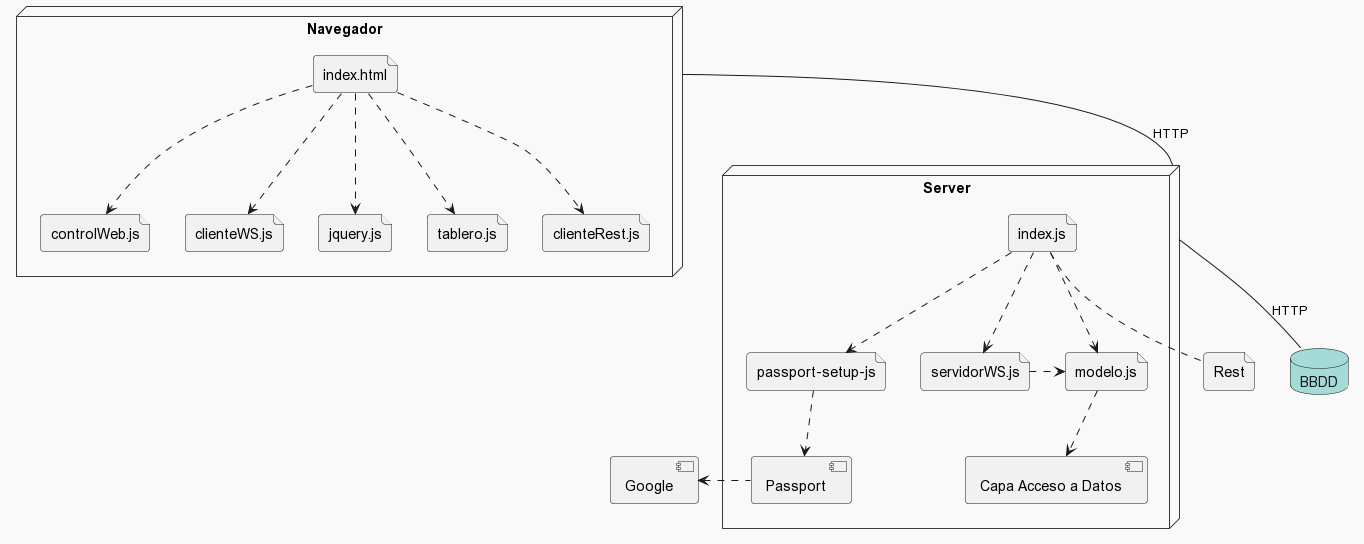 Navegador
index.html
controlWeb.js
clienteWS.js
jquery.js
tablero.js
clienteRest.js
HTTP
Server
index.js
HTTP
passport-setup-js
servidorWS.js
modelo.js
Rest
BBDD
Google
Passport
Capa Acceso a Datos